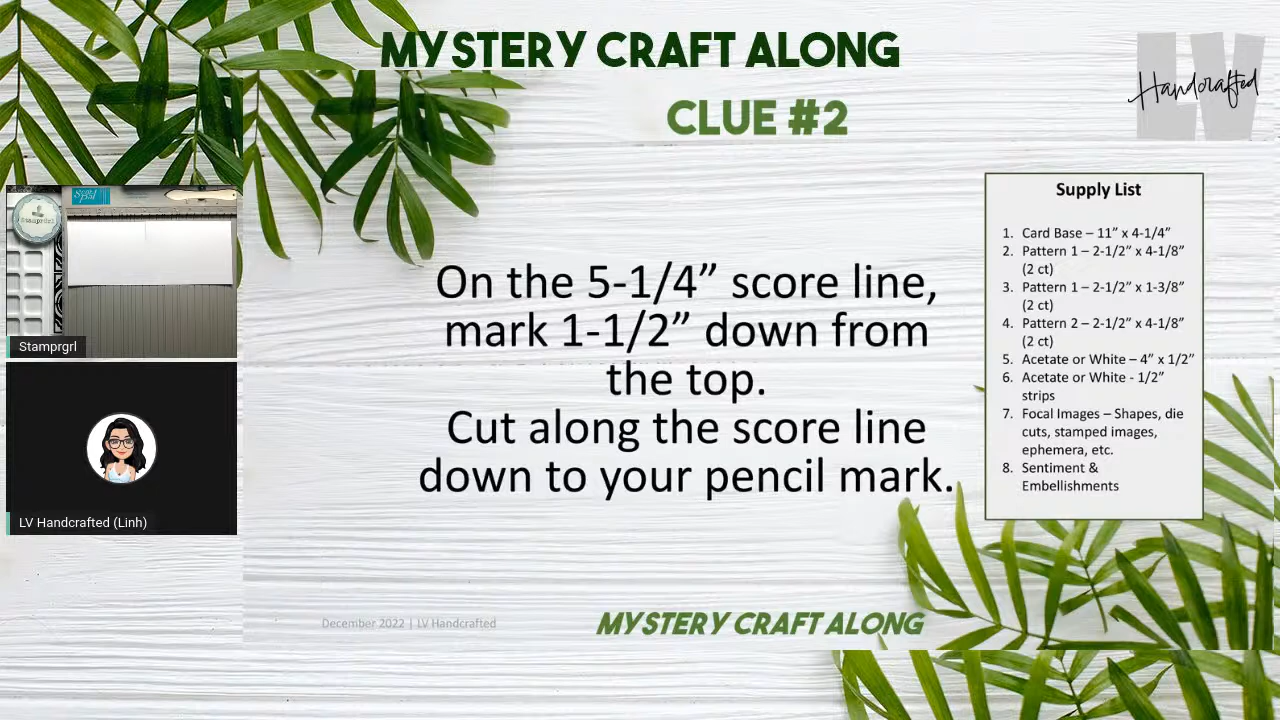 MYSTERY CRAFT ALONG
Handcrafted
CLUE #2
Supply List
1. Card Base – 11” x 4-1/4”
2. Pattern 1 – 2-1/2” x 4-1/8”
(2 ct)
3. Pattern 1 – 2-1/2” x 1-3/8”
(2 ct)
4. Pattern 2 – 2-1/2” x 4-1/8”
(2 ct)
5. Acetate or White – 4” x 1/2”
6. Acetate or White - 1/2”
strips
7. Focal Images – Shapes, die
cuts, stamped images,
ephemera, etc.
8. Sentiment &
Embellishments
On the 5-1/4” score line,
mark 1-1/2” down from
the top.
Cut along the score line
down to your pencil mark.
Stamprgrl
LV Handcrafted (Linh)
December 2022 | LV Handcrafted
MYSTERY CRAFT ALONG